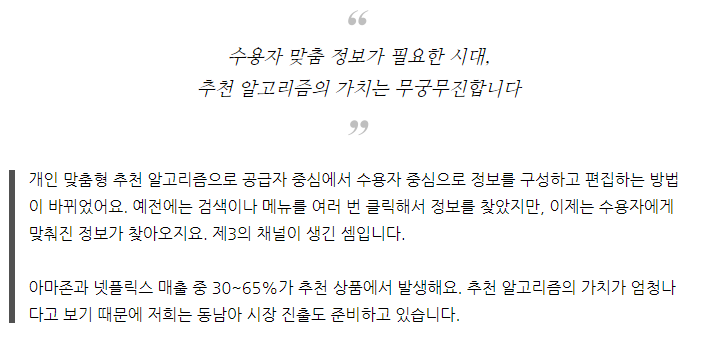 “
수용자 맞춤 정보가 필요한 시대,
추천 알고리즘의 가치는 무궁무진합니다
”
개인 맞춤형 추천 알고리즘으로 공급자 중심에서 수용자 중심으로 정보를 구성하고 편집하는 방법
이 바뀌었어요. 예전에는 검색이나 메뉴를 여러 번 클릭해서 정보를 찾았지만, 이제는 수용자에게
맞춰진 정보가 찾아오지요. 제3의 채널이 생긴 셈입니다.
아마존과 넷플릭스 매출 중 30~65%가 추천 상품에서 발생해요. 추천 알고리즘의 가치가 엄청나
다고 보기 때문에 저희는 동남아 시장 진출도 준비하고 있습니다.